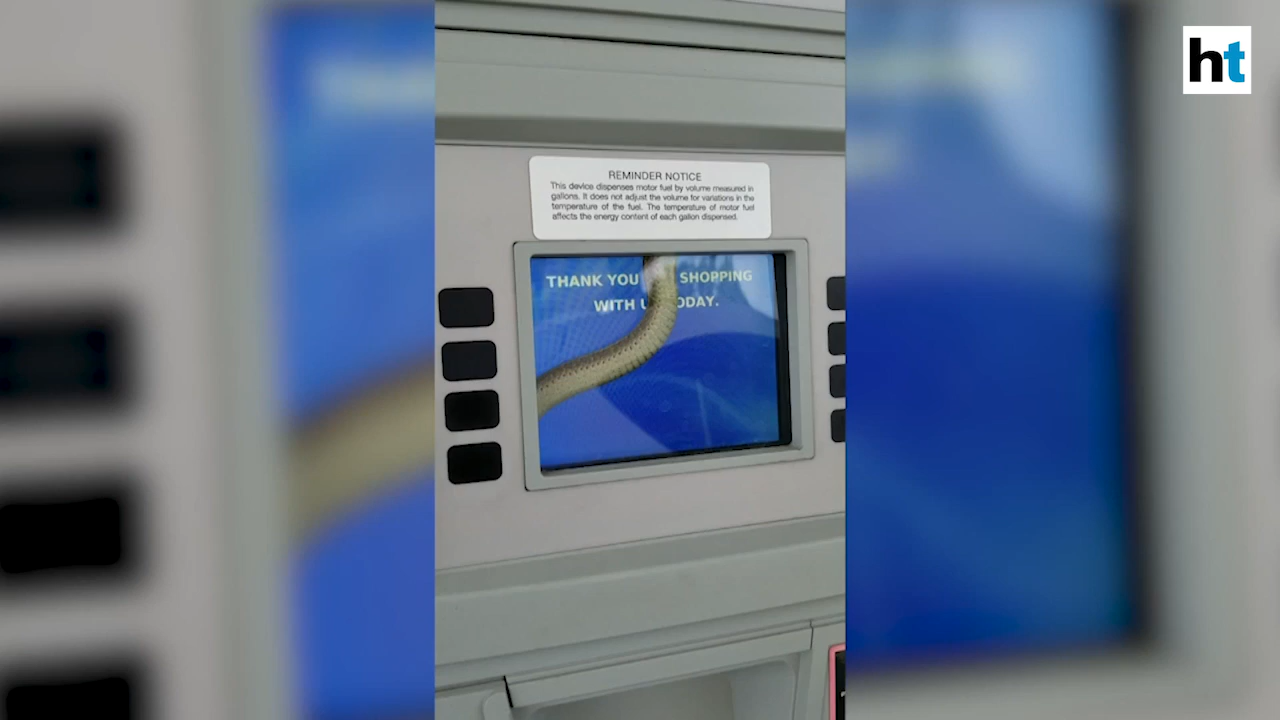 ht
REMINDER NOTICE
This device dispenses motor fuel by volume measured in
gallons. It does not adjust the volume for variations in the
temperature of the fuel. The temperature of motor fuel
affects the energy content of each gallon dispensed.
THANK YOU SHOPPING
WITH U ODAY.